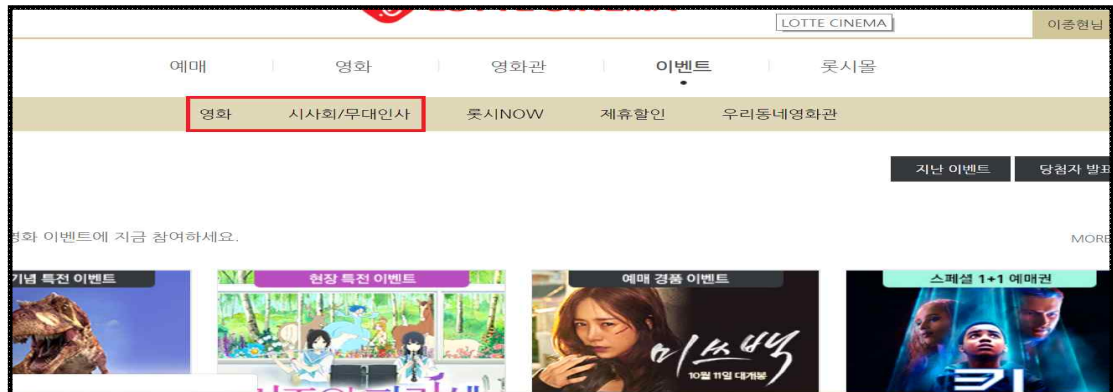 LOTTE CINEMA
이종현님
예매 영화 영화관 이벤트 롯시몰
영화 시사회/무대인사 롯시NOW 제휴할인 우리동네영화관
지난 이벤트 당첨자 발표
영화 이벤트에 지금 참여하세요.
MORE
기념 특전 이벤트 현장 특전 이벤트 예매 경품 이벤트 스페셜 1+1 예매권
미쓰백
10월 11일 대개봉
킨